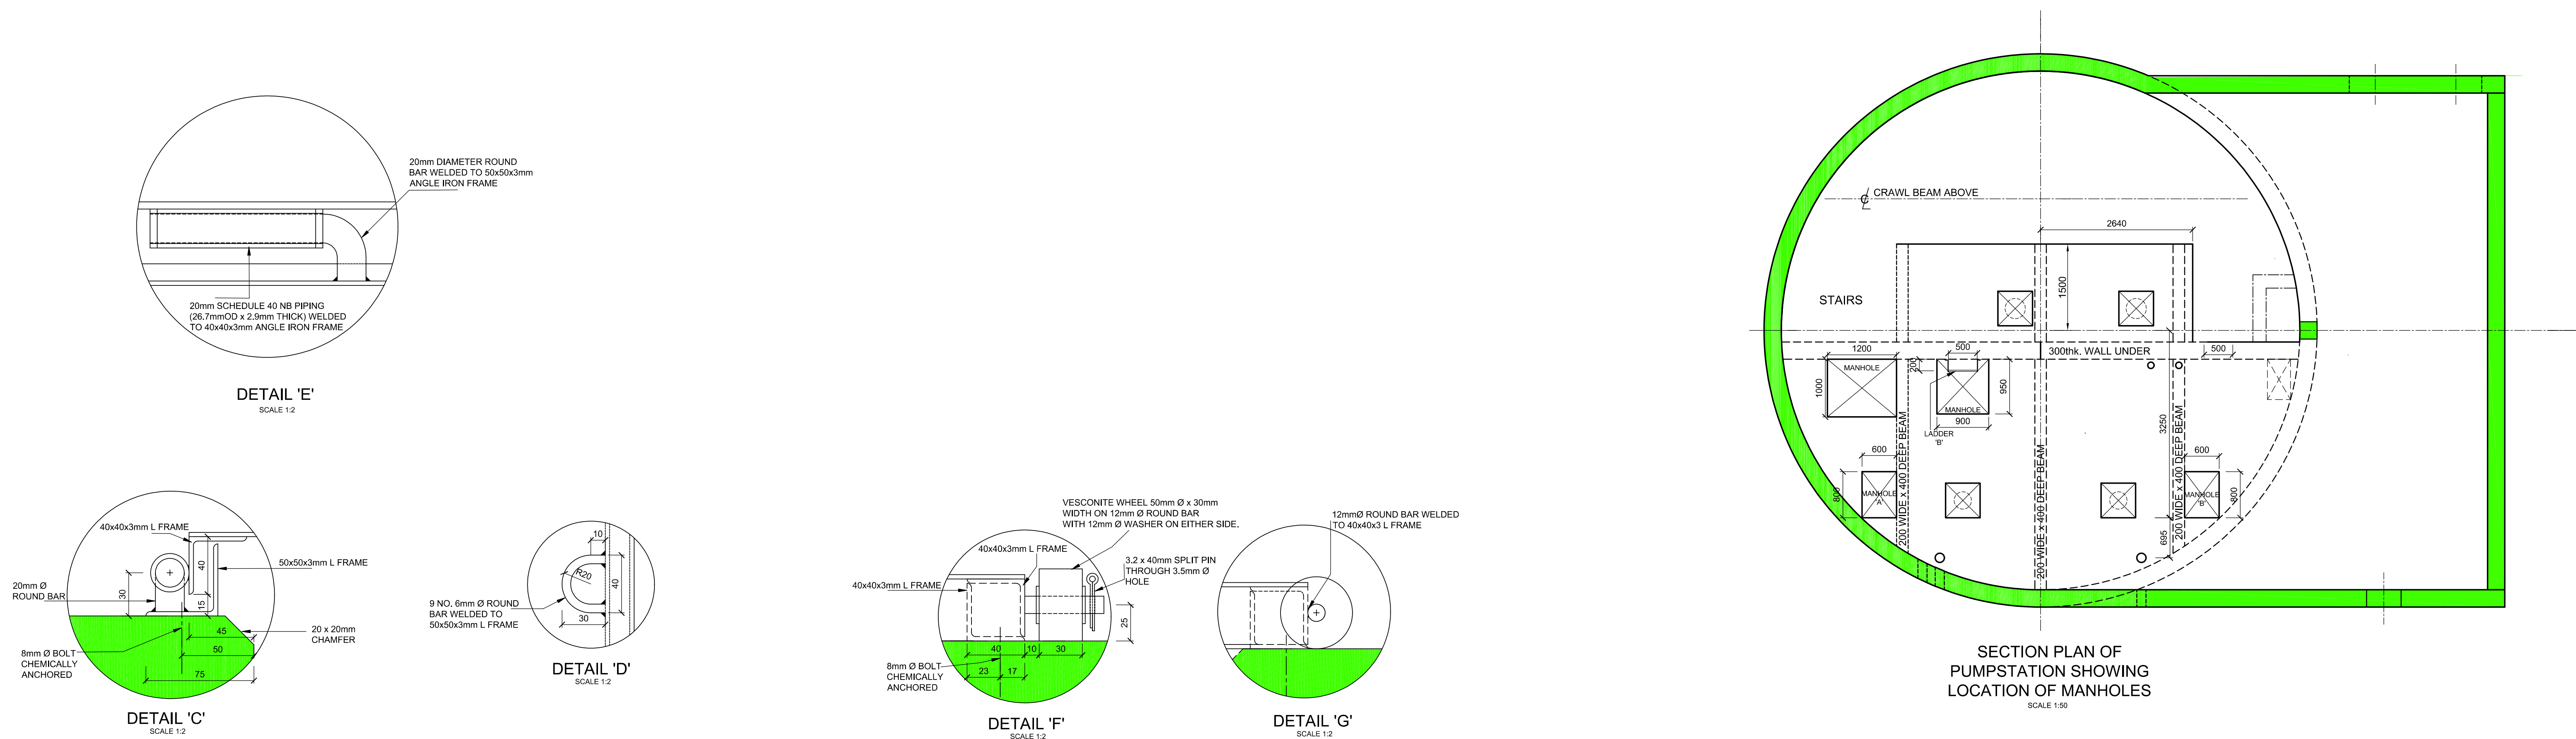 20mm DIAMETER ROUND
BAR WELDED TO 50x50x3mm
ANGLE IRON FRAME
20mm SCHEDULE 40 NB PIPING
(26.7mmOD x 2.9mm THICK) WELDED
TO 40x40x3mm ANGLE IRON FRAME
DETAIL 'E'
SCALE 1:2
40x40x3mm L FRAME
50x50x3mm L FRAME
20mm Ø
ROUND BAR
30
40
15
45
50
75
20 x 20mm
CHAMFER
8mm Ø BOLT
CHEMICALLY
ANCHORED
DETAIL 'C'
SCALE 1:2
10
R20
40
30
9 NO. 6mm Ø ROUND
BAR WELDED TO
50x50x3mm L FRAME
DETAIL 'D'
SCALE 1:2
VESCONITE WHEEL 50mm Ø x 30mm
WIDTH ON 12mm Ø ROUND BAR
WITH 12mm Ø WASHER ON EITHER SIDE.
40x40x3mm L FRAME
40x40x3mm L FRAME
3.2 x 40mm SPLIT PIN
THROUGH 3.5mm Ø
HOLE
25
40
10
30
23
17
8mm Ø BOLT
CHEMICALLY
ANCHORED
DETAIL 'F'
SCALE 1:2
12mmØ ROUND BAR WELDED
TO 40x40x3 L FRAME
DETAIL 'G'
SCALE 1:2
CRAWL BEAM ABOVE
2640
1500
STAIRS
300thk. WALL UNDER
1200
500
500
200
MANHOLE
1000
950
MANHOLE
900
LADDER
'B'
3250
600
600
MANHOLE
'A'
800
MANHOLE
'B'
800
695
200 WIDE x 400 DEEP BEAM
200 WIDE x 400 DEEP BEAM
200 WIDE x 400 DEEP BEAM
SECTION PLAN OF
PUMPSTATION SHOWING
LOCATION OF MANHOLES
SCALE 1:50